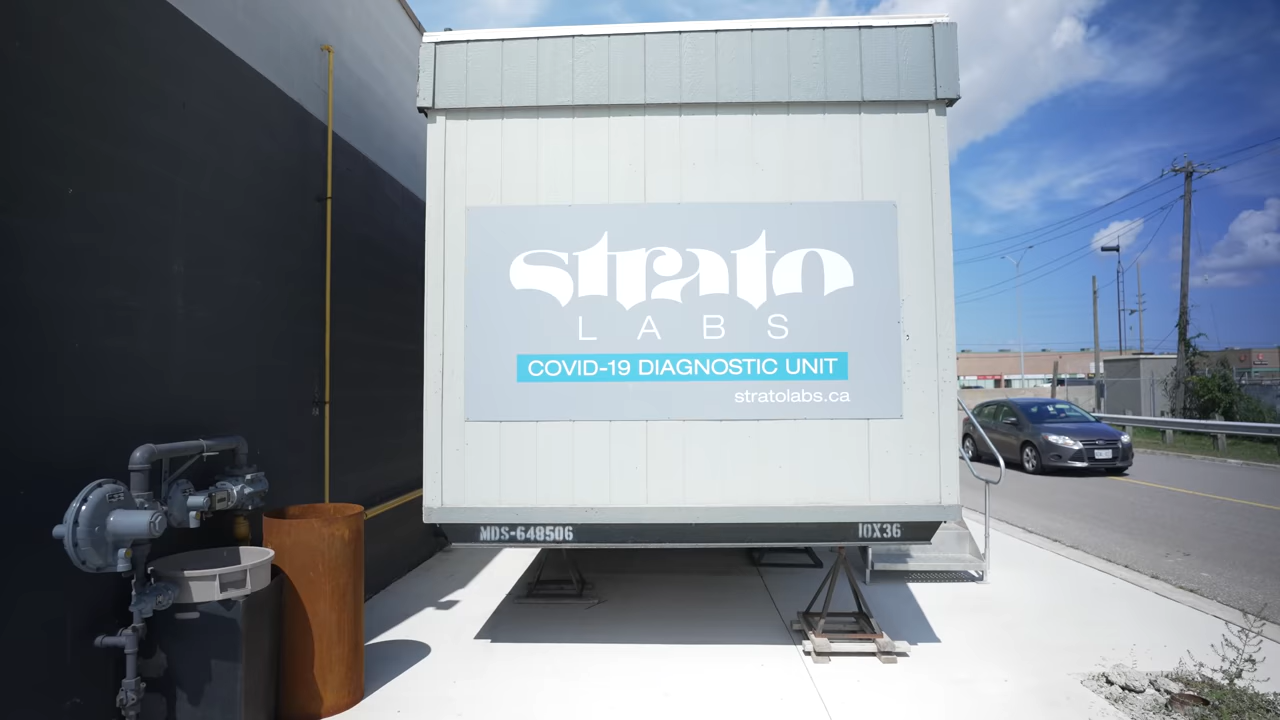 strato
LABS
COVID-19 DIAGNOSTIC UNIT
stratolabs.ca
MDS-648506 10X36